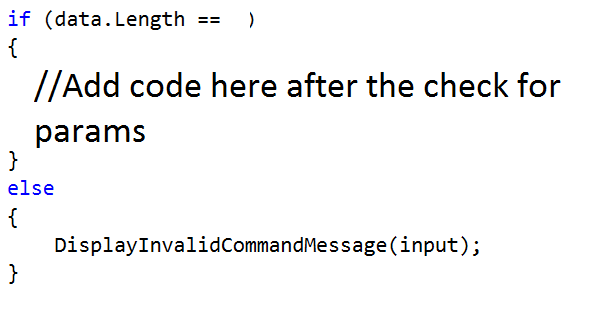 if (data.Length ==  )
{
//Add code here after the check for
params
}
else
{
DisplayInvalidCommandMessage(input);
}